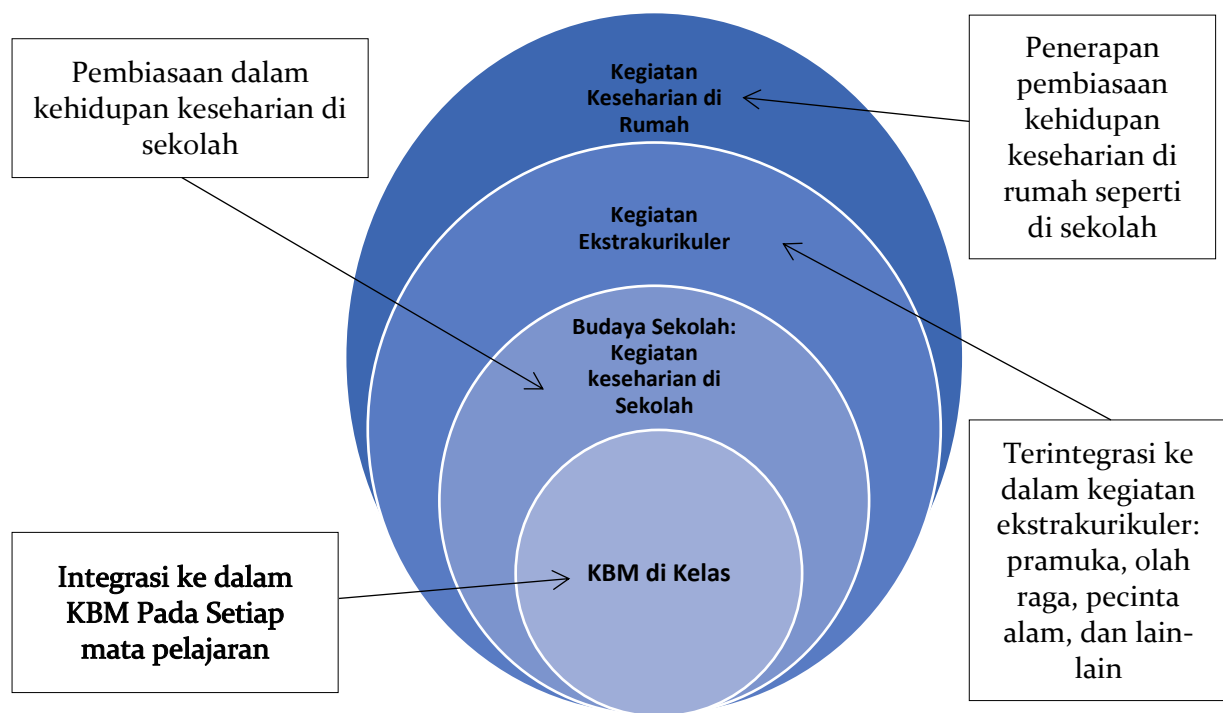 Pembiasaan dalam
kehidupan keseharian di
sekolah
Kegiatan
Keseharian di
Rumah
Penerapan
pembiasaan
kehidupan
keseharian di
rumah seperti
di sekolah
Kegiatan
Ekstrakurikuler
Budaya Sekolah:
Kegiatan
keseharian di
Sekolah
Terintegrasi ke
dalam kegiatan
ekstrakurikuler:
pramuka, olah
raga, pecinta
alam, dan lain-
lain
Integrasi ke dalam
KBM Pada Setiap
mata pelajaran
KBM di Kelas